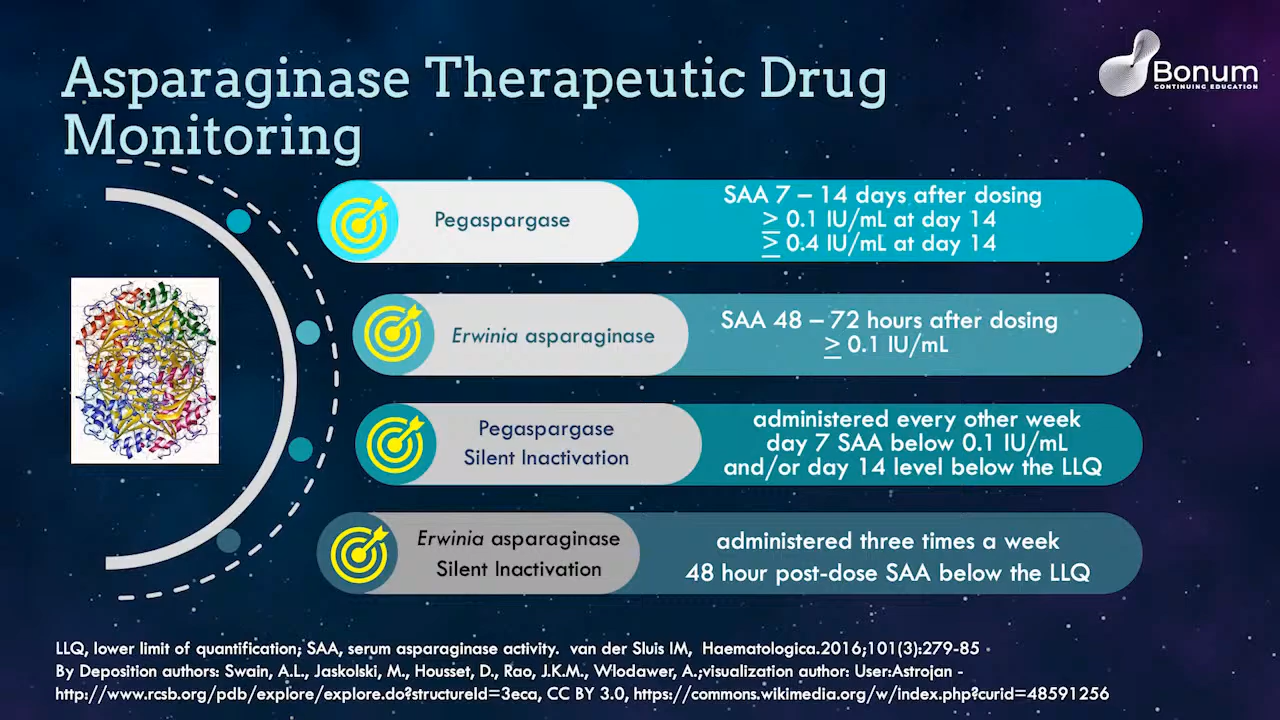 Asparaginase Therapeutic Drug
Monitoring
Bonum
CONTINUING EDUCATION
Pegaspargase
SAA 7 – 14 days after dosing
≥ 0.1 IU/mL at day 14
≥ 0.4 IU/mL at day 14
Erwinia asparaginase
SAA 48 – 72 hours after dosing
≥ 0.1 IU/mL
Pegaspargase
Silent Inactivation
administered every other week
day 7 SAA below 0.1 IU/mL
and/or day 14 level below the LLQ
Erwinia asparaginase
Silent Inactivation
administered three times a week
48 hour post-dose SAA below the LLQ
LLQ, lower limit of quantification; SAA, serum asparaginase activity. van der Sluis IM, Haematologica.2016;101(3):279-85
By Deposition authors: Swain, A.L., Jaskolski, M., Housset, D., Rao, J.K.M., Wlodawer, A.;visualization author: User:Astrojan -
http://www.rcsb.org/pdb/explore/explore.do?structureId=3eca, CC BY 3.0, https://commons.wikimedia.org/w/index.php?curid=48591256